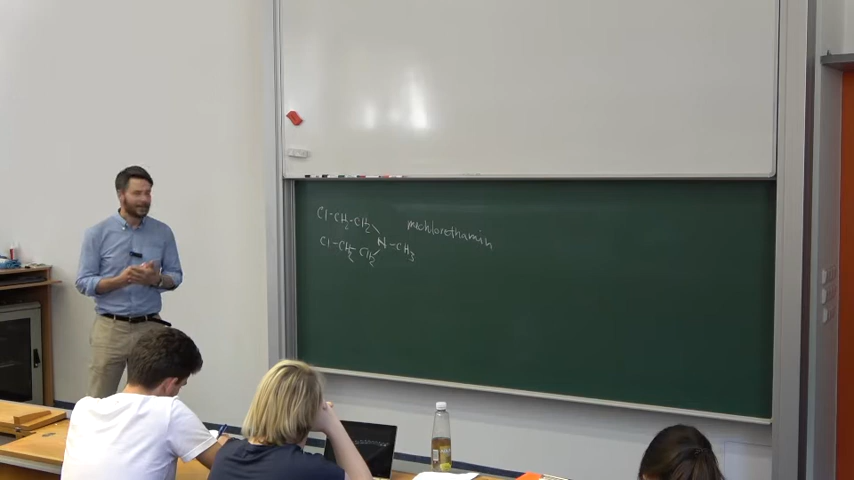 Cl-CH₂-CH₂
mechlorethamin
N-CH₃
Cl-CH₂-CH₂